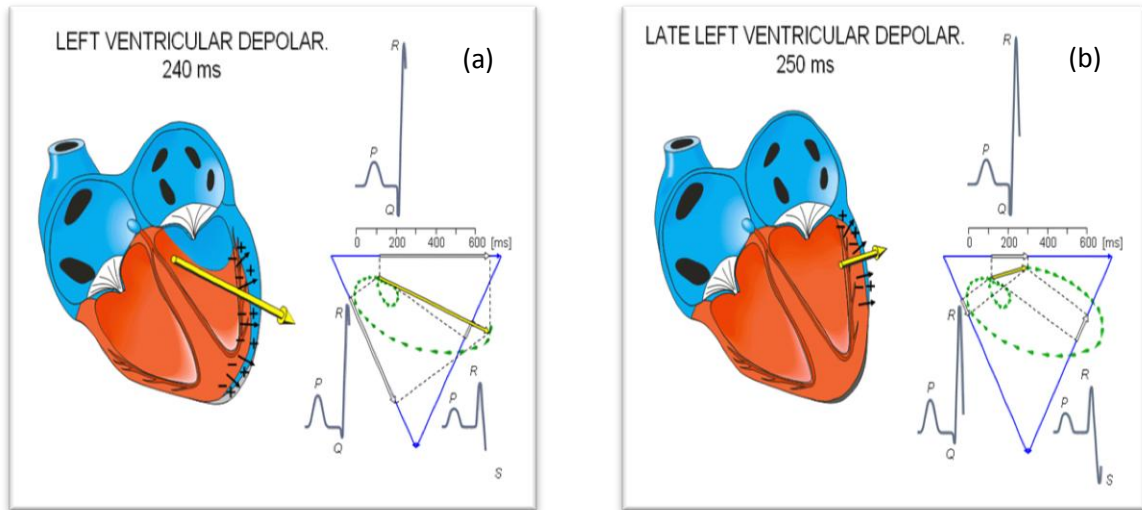 LEFT VENTRICULAR DEPOLAR.
240 ms
(a)
R
P
Q
0 200 400 600 [ms]
R
P
Q
R
P
S
LATE LEFT VENTRICULAR DEPOLAR.
250 ms
(b)
R
P
Q
0 200 400 600 [ms]
R
P
Q
R
P
S